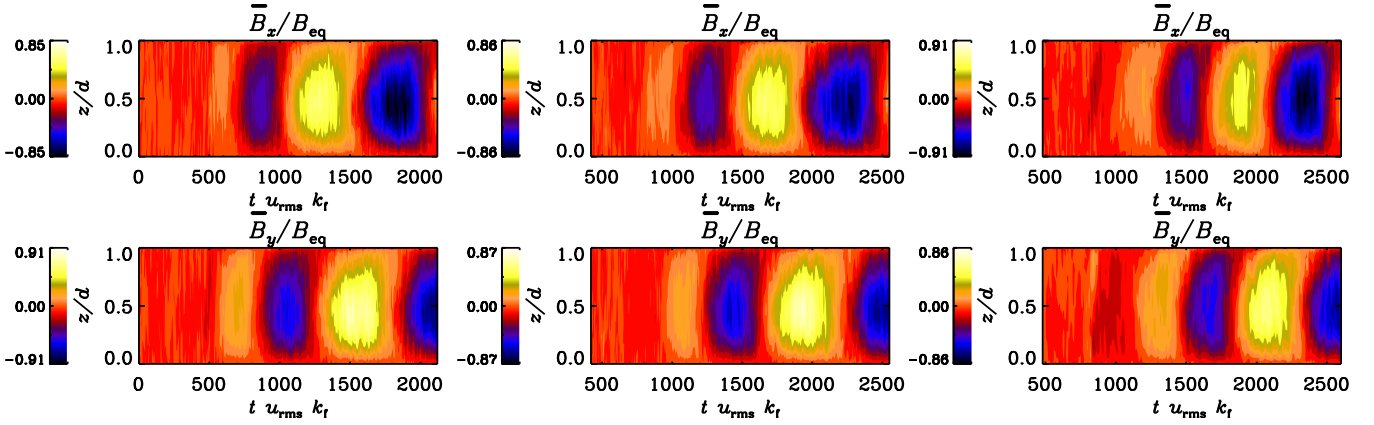 B̅x/Beq B̅x/Beq B̅x/Beq
0.85 1.0 0.86 1.0 0.91 1.0
0.00 z/d 0.5 0.00 z/d 0.5 0.00 z/d 0.5
−0.85 0.0 −0.86 0.0 −0.91 0.0
0 500 1000 1500 2000 500 1000 1500 2000 2500 500 1000 1500 2000 2500
t urms kf t urms kf t urms kf
B̅y/Beq B̅y/Beq B̅y/Beq
0.91 1.0 0.87 1.0 0.86 1.0
0.00 z/d 0.5 0.00 z/d 0.5 0.00 z/d 0.5
−0.91 0.0 −0.87 0.0 −0.86 0.0
0 500 1000 1500 2000 500 1000 1500 2000 2500 500 1000 1500 2000 2500
t urms kf t urms kf t urms kf